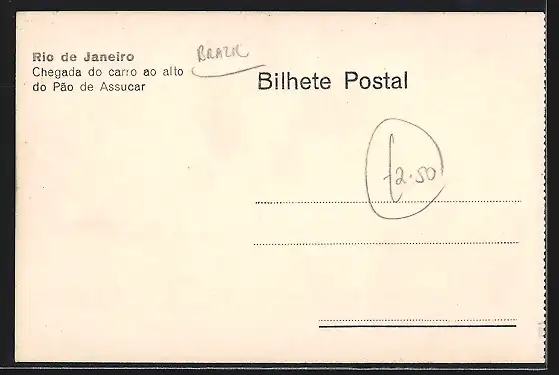 Rio de Janeiro
Chegada do carro ao alto
do Pão de Assucar
BRAZIL
Bilhete Postal
£2.50